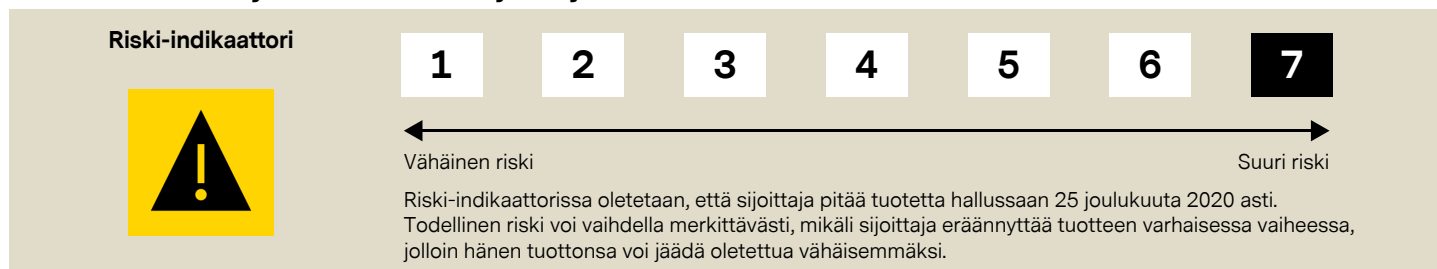 Riski-indikaattori
1 2 3 4 5 6 7
Vähäinen riski Suuri riski
Riski-indikaattorissa oletetaan, että sijoittaja pitää tuotetta hallussaan 25 joulukuuta 2020 asti.
Todellinen riski voi vaihdella merkittävästi, mikäli sijoittaja eräännyttää tuotteen varhaisessa vaiheessa,
jolloin hänen tuottonsa voi jäädä oletettua vähäisemmäksi.